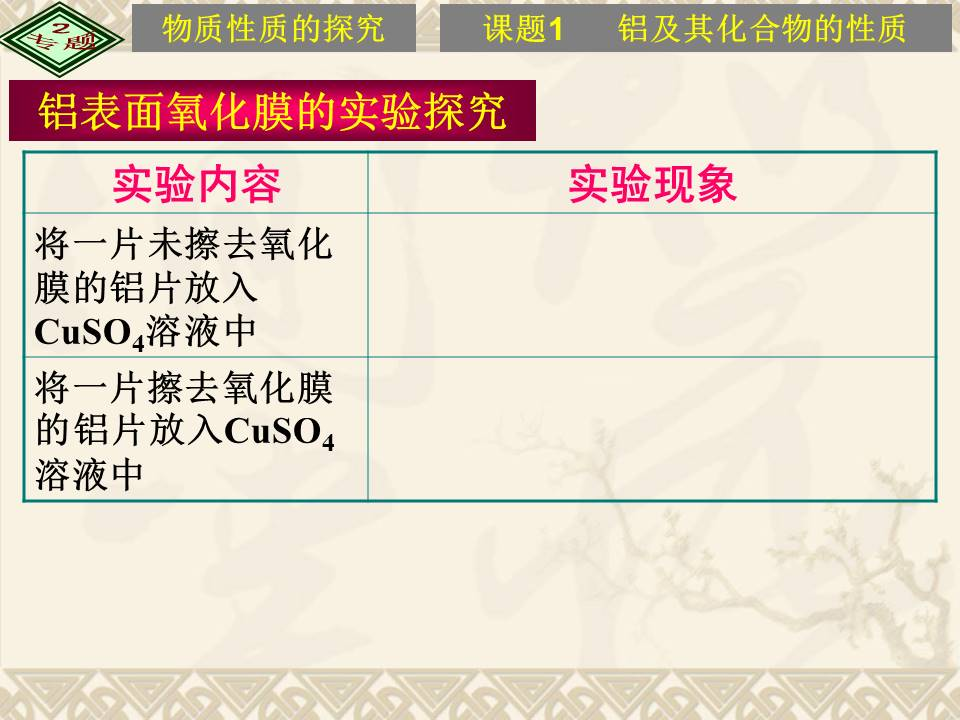 2
专题
物质性质的探究
课题1 铝及其化合物的性质
铝表面氧化膜的实验探究
实验内容
实验现象
将一片未擦去氧化
膜的铝片放入
CuSO₄溶液中
将一片擦去氧化膜
的铝片放入CuSO₄
溶液中